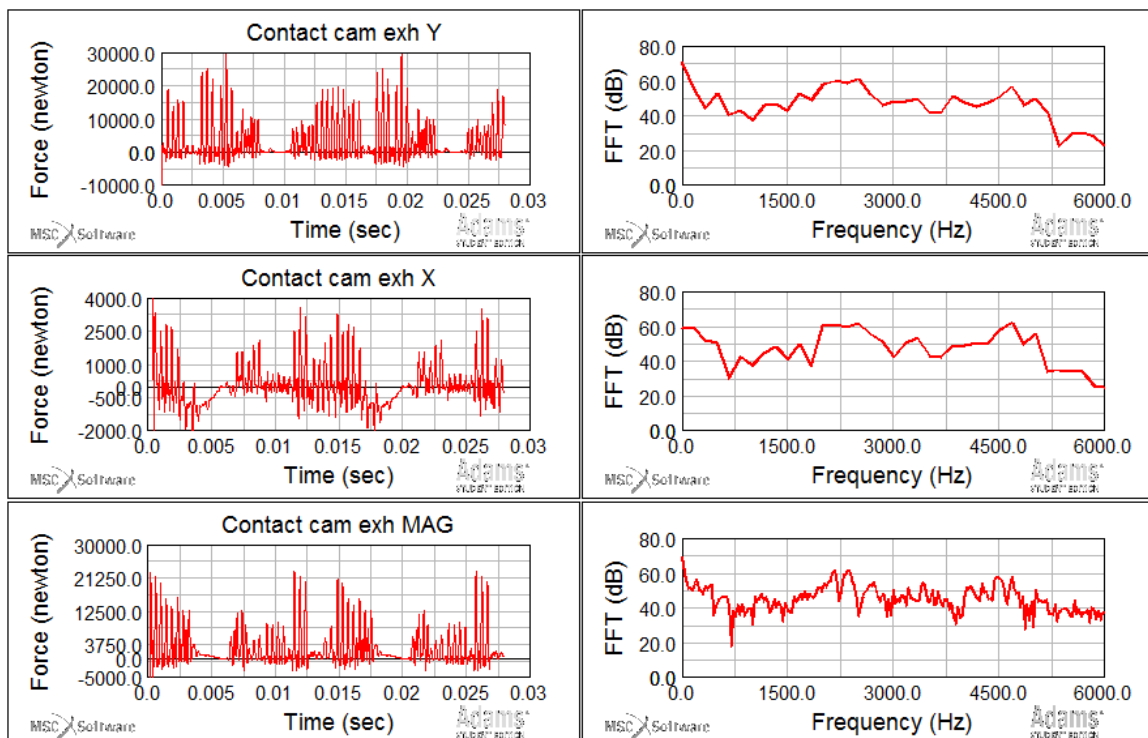 Contact cam exh Y
Force (newton)
30000.0
20000.0
10000.0
0.0
-10000.0
0.0 0.005 0.01 0.015 0.02 0.025 0.03
Time (sec)
MSC Software
Adams
FFT (dB)
80.0
60.0
40.0
20.0
0.0
0.0 1500.0 3000.0 4500.0 6000.0
Frequency (Hz)
MSC Software
Adams
Contact cam exh X
Force (newton)
4000.0
2500.0
1000.0
0.0
-500.0
-2000.0
0.0 0.005 0.01 0.015 0.02 0.025 0.03
Time (sec)
MSC Software
Adams
FFT (dB)
80.0
60.0
40.0
20.0
0.0
0.0 1500.0 3000.0 4500.0 6000.0
Frequency (Hz)
MSC Software
Adams
Contact cam exh MAG
Force (newton)
30000.0
21250.0
12500.0
3750.0
0.0
-5000.0
0.0 0.005 0.01 0.015 0.02 0.025 0.03
Time (sec)
MSC Software
Adams
FFT (dB)
80.0
60.0
40.0
20.0
0.0
0.0 1500.0 3000.0 4500.0 6000.0
Frequency (Hz)
MSC Software
Adams